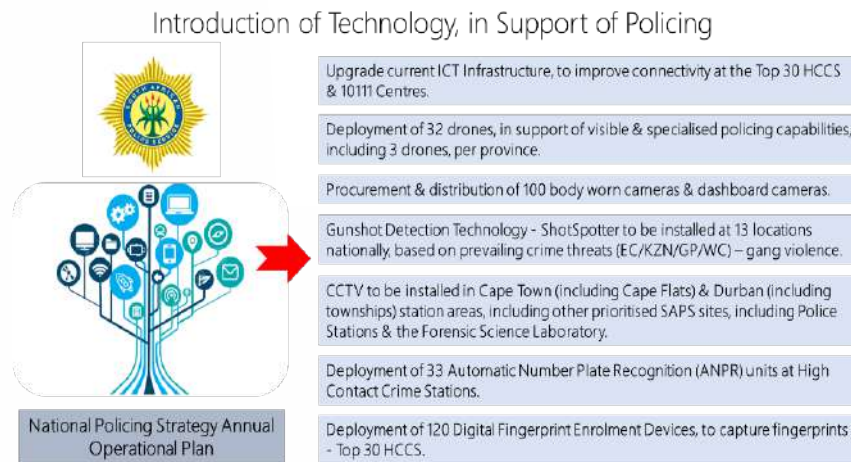 Introduction of Technology, in Support of Policing
SOUTH AFRICAN
POLICE SERVICE
National Policing Strategy Annual
Operational Plan
Upgrade current ICT Infrastructure, to improve connectivity at the Top 30 HCCS
& 10111 Centres.
Deployment of 32 drones, in support of visible & specialised policing capabilities,
including 3 drones, per province.
Procurement & distribution of 100 body worn cameras & dashboard cameras.
Gunshot Detection Technology - ShotSpotter to be installed at 13 locations
nationally, based on prevailing crime threats (EC/KZN/GP/WC) – gang violence.
CCTV to be installed in Cape Town (including Cape Flats) & Durban (including
townships) station areas, including other prioritised SAPS sites, including Police
Stations & the Forensic Science Laboratory.
Deployment of 33 Automatic Number Plate Recognition (ANPR) units at High
Contact Crime Stations.
Deployment of 120 Digital Fingerprint Enrolment Devices, to capture fingerprints
- Top 30 HCCS.